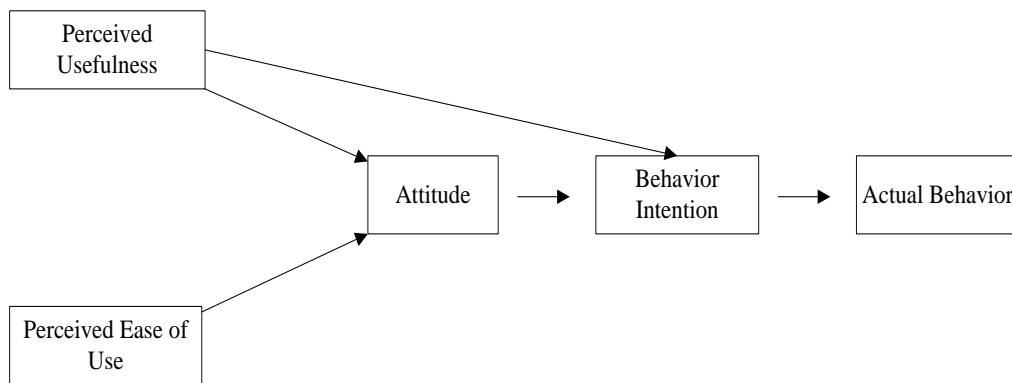 Perceived
Usefulness
Attitude
Behavior
Intention
Actual Behavior
Perceived Ease of
Use